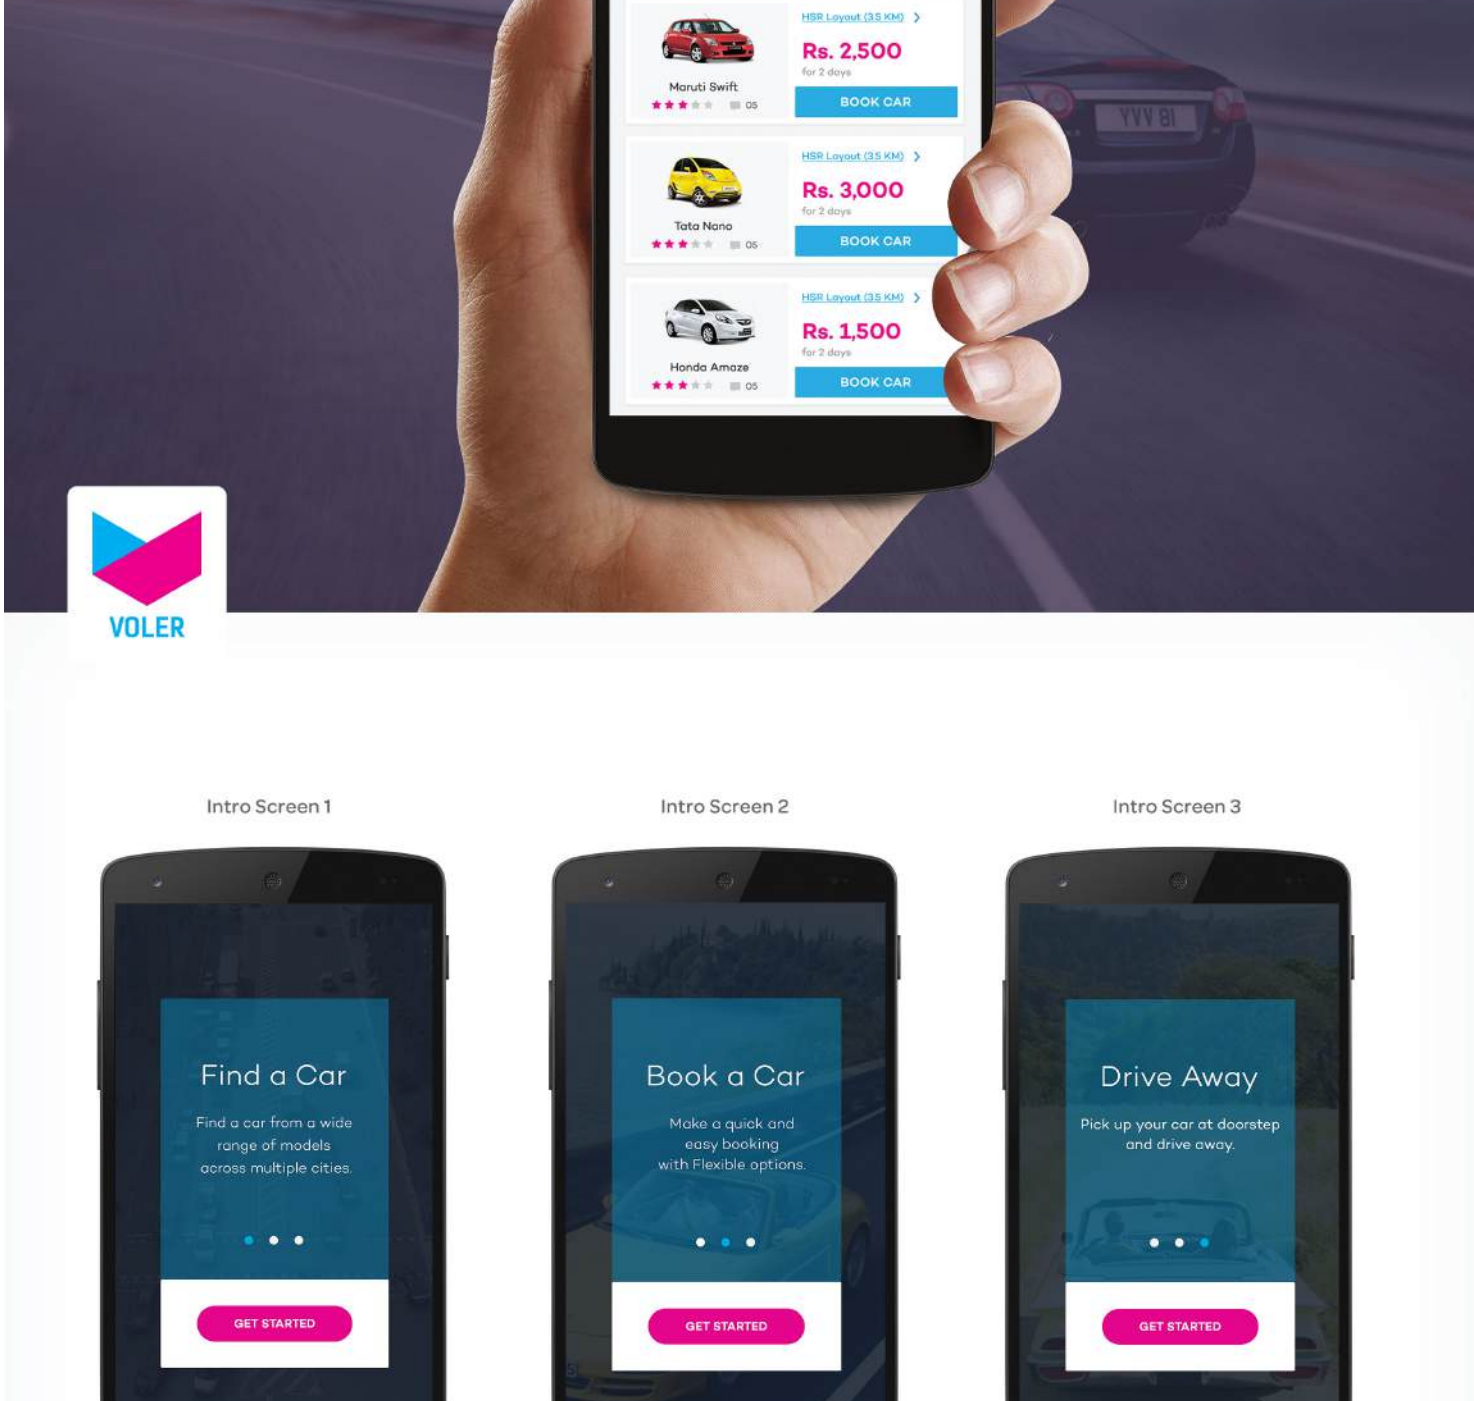 HSR Layout (3.5 KM)
Rs. 2,500
for 2 days
Maruti Swift
05
BOOK CAR
YVV 81
HSR Layout (3.5 KM)
Rs. 3,000
for 2 days
Tata Nano
05
BOOK CAR
HSR Layout (3.5 KM)
Rs. 1,500
for 2 days
Honda Amaze
05
BOOK CAR
VOLER
Intro Screen 1
Intro Screen 2
Intro Screen 3
Find a Car
Find a car from a wide
range of models
across multiple cities.
GET STARTED
Book a Car
Make a quick and
easy booking
with Flexible options.
GET STARTED
Drive Away
Pick up your car at doorstep
and drive away.
GET STARTED